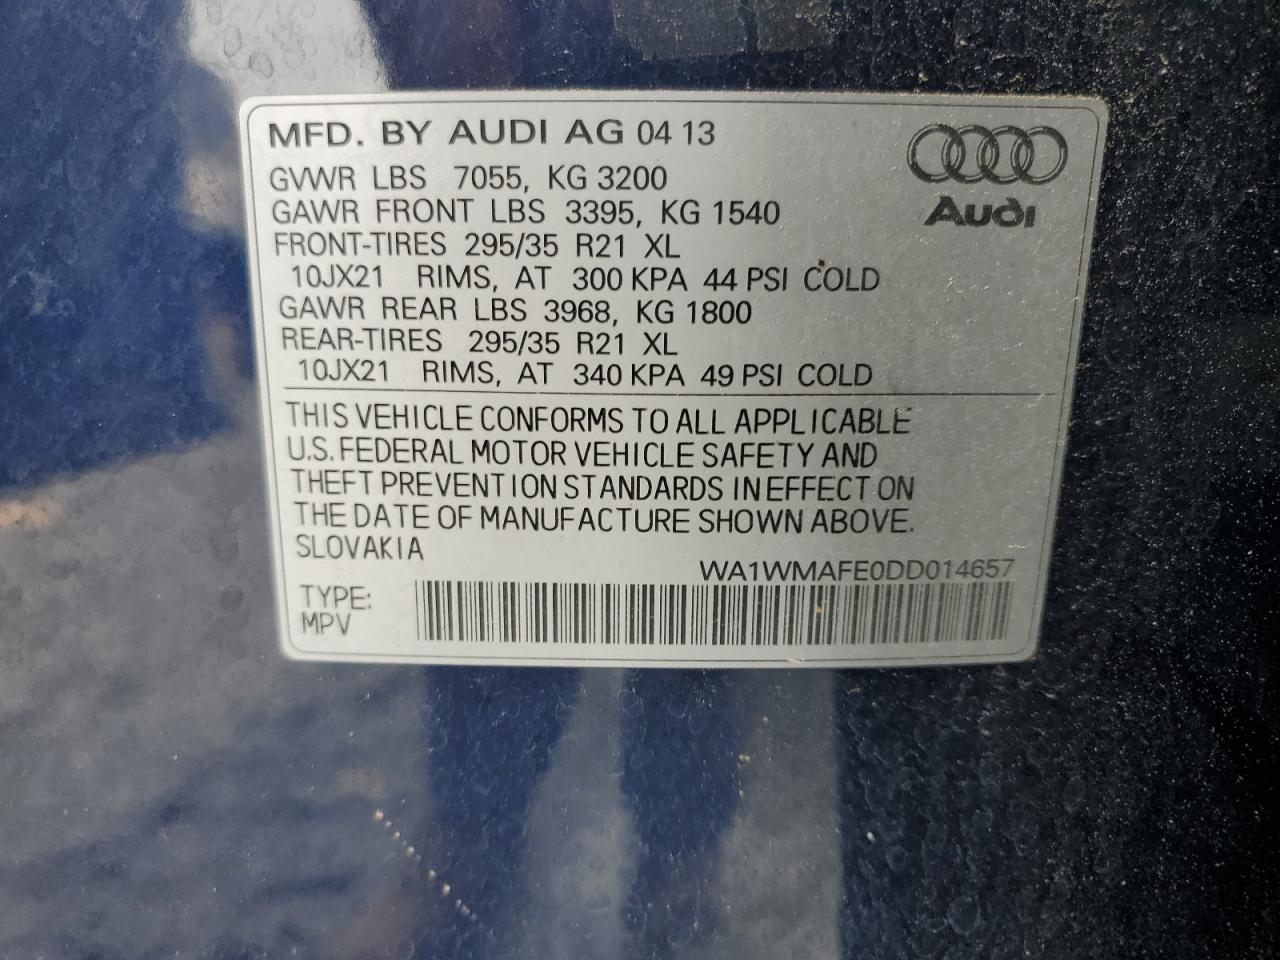 MFD. BY AUDI AG 04 13
GVWR LBS 7055, KG 3200
GAWR FRONT LBS 3395, KG 1540
FRONT-TIRES 295/35 R21 XL
10JX21 RIMS, AT 300 KPA 44 PSI COLD
GAWR REAR LBS 3968, KG 1800
REAR-TIRES 295/35 R21 XL
10JX21 RIMS, AT 340 KPA 49 PSI COLD
Audi
THIS VEHICLE CONFORMS TO ALL APPLICABLE
U.S. FEDERAL MOTOR VEHICLE SAFETY AND
THEFT PREVENTION STANDARDS IN EFFECT ON
THE DATE OF MANUFACTURE SHOWN ABOVE.
SLOVAKIA
WA1WMAFE0DD014657
TYPE:
MPV